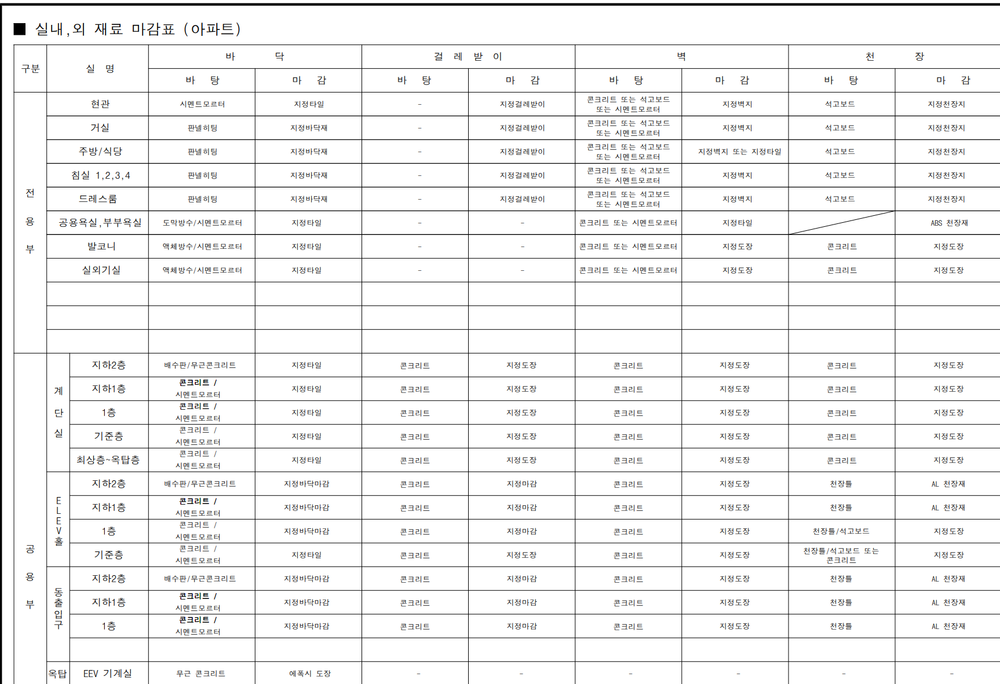 ■ 실내,외 재료 마감표 (아파트)
구분 실 명 바 닥 걸 레 받 이 벽 천 장
바 탕 마 감 바 탕 마 감 바 탕 마 감 바 탕 마 감
전 용 부
현관 시멘트모르터 지정타일 - 지정걸레받이 콘크리트 또는 석고보드 또는 시멘트모르터 지정벽지 석고보드 지정천장지
거실 판넬히팅 지정바닥재 - 지정걸레받이 콘크리트 또는 석고보드 또는 시멘트모르터 지정벽지 석고보드 지정천장지
주방/식당 판넬히팅 지정바닥재 - 지정걸레받이 콘크리트 또는 석고보드 또는 시멘트모르터 지정벽지 또는 지정타일 석고보드 지정천장지
침실 1,2,3,4 판넬히팅 지정바닥재 - 지정걸레받이 콘크리트 또는 석고보드 또는 시멘트모르터 지정벽지 석고보드 지정천장지
드레스룸 판넬히팅 지정바닥재 - 지정걸레받이 콘크리트 또는 석고보드 또는 시멘트모르터 지정벽지 석고보드 지정천장지
공용욕실,부부욕실 도막방수/시멘트모르터 지정타일 - - 콘크리트 또는 시멘트모르터 지정타일 ABS 천장재
발코니 액체방수/시멘트모르터 지정타일 - - 콘크리트 또는 시멘트모르터 지정도장 콘크리트 지정도장
실외기실 액체방수/시멘트모르터 지정타일 - - 콘크리트 또는 시멘트모르터 지정도장 콘크리트 지정도장
공 용 부
계 단 실
지하2층 배수판/무근콘크리트 지정타일 콘크리트 지정도장 콘크리트 지정도장 콘크리트 지정도장
지하1층 콘크리트 / 시멘트모르터 지정타일 콘크리트 지정도장 콘크리트 지정도장 콘크리트 지정도장
1층 콘크리트 / 시멘트모르터 지정타일 콘크리트 지정도장 콘크리트 지정도장 콘크리트 지정도장
기준층 콘크리트 / 시멘트모르터 지정타일 콘크리트 지정도장 콘크리트 지정도장 콘크리트 지정도장
최상층~옥탑층 콘크리트 / 시멘트모르터 지정타일 콘크리트 지정도장 콘크리트 지정도장 콘크리트 지정도장
ELEV홀
지하2층 배수판/무근콘크리트 지정바닥마감 콘크리트 지정마감 콘크리트 지정도장 천장틀 AL 천장재
지하1층 콘크리트 / 시멘트모르터 지정바닥마감 콘크리트 지정마감 콘크리트 지정도장 천장틀 AL 천장재
1층 콘크리트 / 시멘트모르터 지정바닥마감 콘크리트 지정마감 콘크리트 지정도장 천장틀/석고보드 지정도장
기준층 콘크리트 / 시멘트모르터 지정타일 콘크리트 지정도장 콘크리트 지정도장 천장틀/석고보드 또는 콘크리트 지정도장
동출입구
지하2층 배수판/무근콘크리트 지정바닥마감 콘크리트 지정마감 콘크리트 지정도장 천장틀 AL 천장재
지하1층 콘크리트 / 시멘트모르터 지정바닥마감 콘크리트 지정마감 콘크리트 지정도장 천장틀 AL 천장재
1층 콘크리트 / 시멘트모르터 지정바닥마감 콘크리트 지정마감 콘크리트 지정도장 천장틀 AL 천장재
옥탑 EEV 기계실 무근 콘크리트 에폭시 도장 - - - - - -